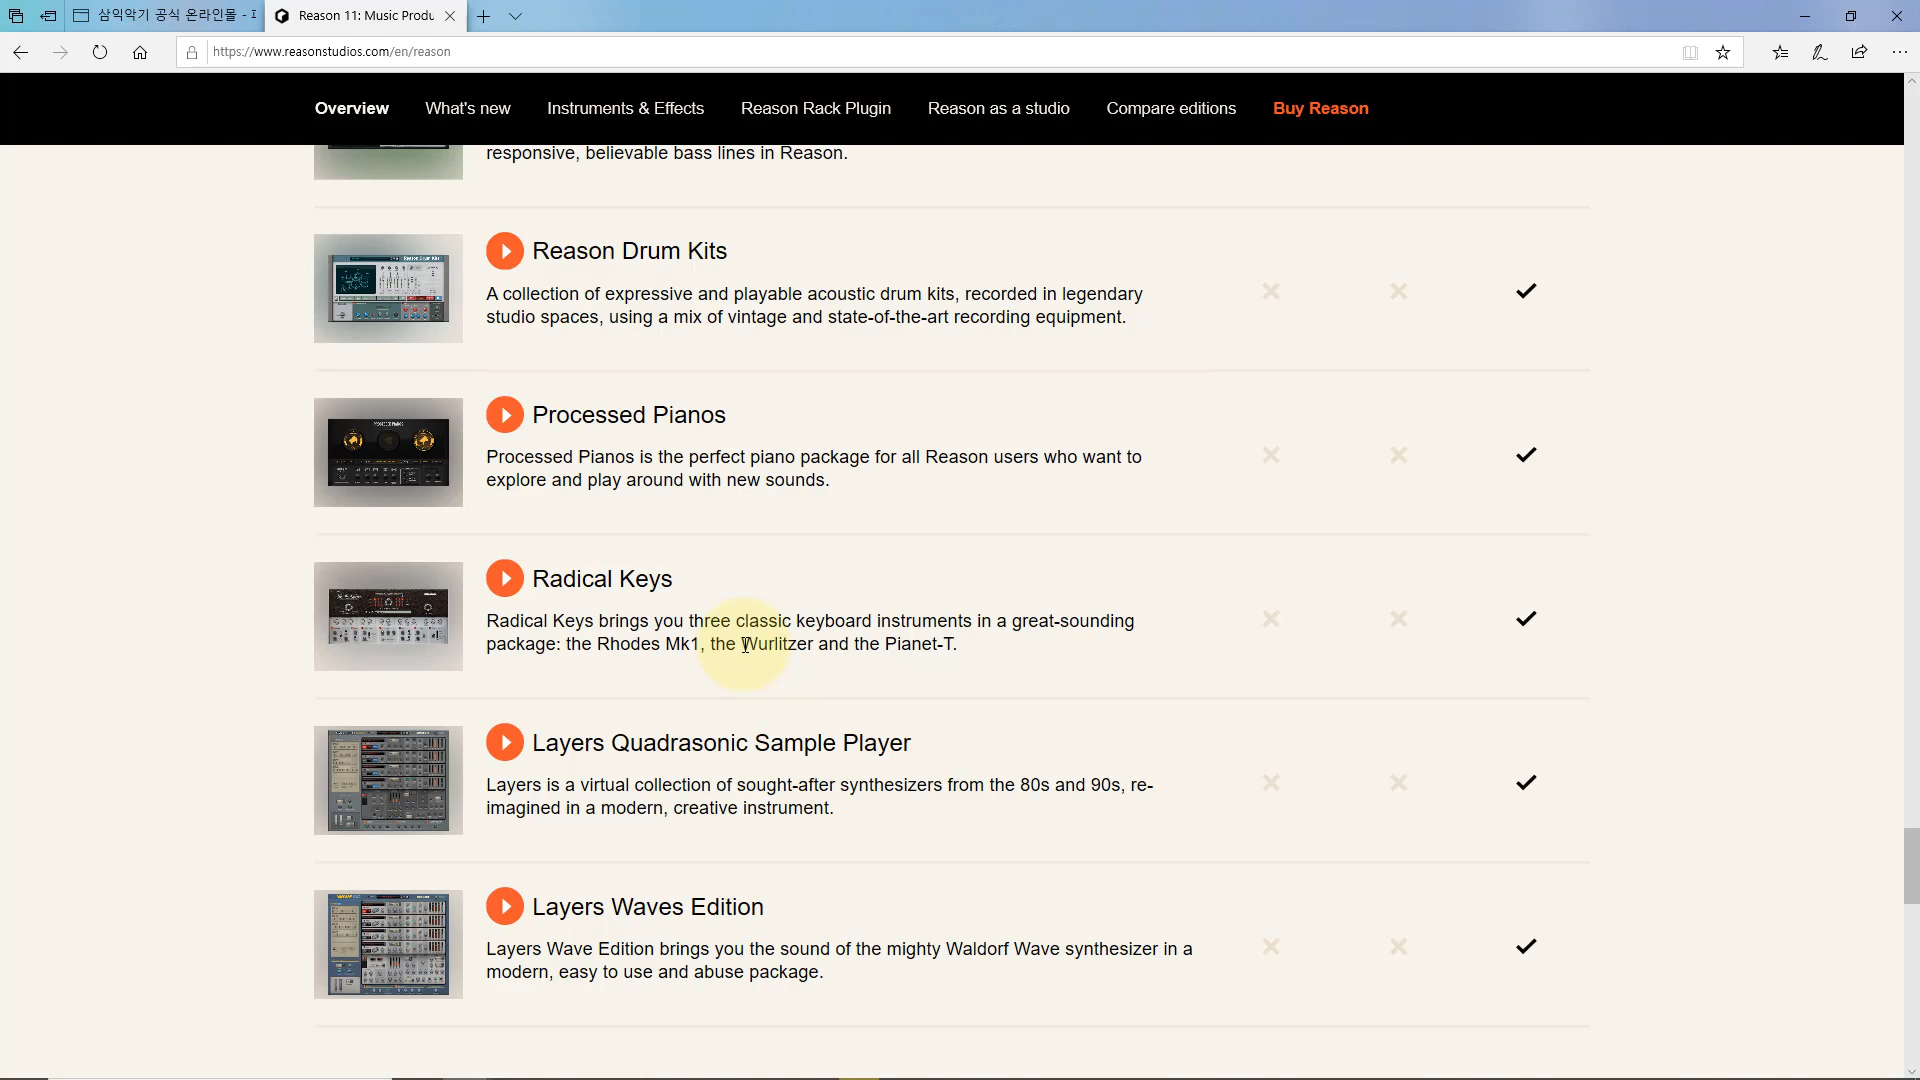 삼익악기 공식 온라인몰 -
Reason 11: Music Produ
https://www.reasonstudios.com/en/reason
Overview What's new Instruments & Effects Reason Rack Plugin Reason as a studio Compare editions Buy Reason
responsive, believable bass lines in Reason.
Reason Drum Kits
A collection of expressive and playable acoustic drum kits, recorded in legendary
studio spaces, using a mix of vintage and state-of-the-art recording equipment.
Processed Pianos
Processed Pianos is the perfect piano package for all Reason users who want to
explore and play around with new sounds.
Radical Keys
Radical Keys brings you three classic keyboard instruments in a great-sounding
package: the Rhodes Mk1, the Wurlitzer and the Pianet-T.
Layers Quadrasonic Sample Player
Layers is a virtual collection of sought-after synthesizers from the 80s and 90s, re-
imagined in a modern, creative instrument.
Layers Waves Edition
Layers Wave Edition brings you the sound of the mighty Waldorf Wave synthesizer in a
modern, easy to use and abuse package.